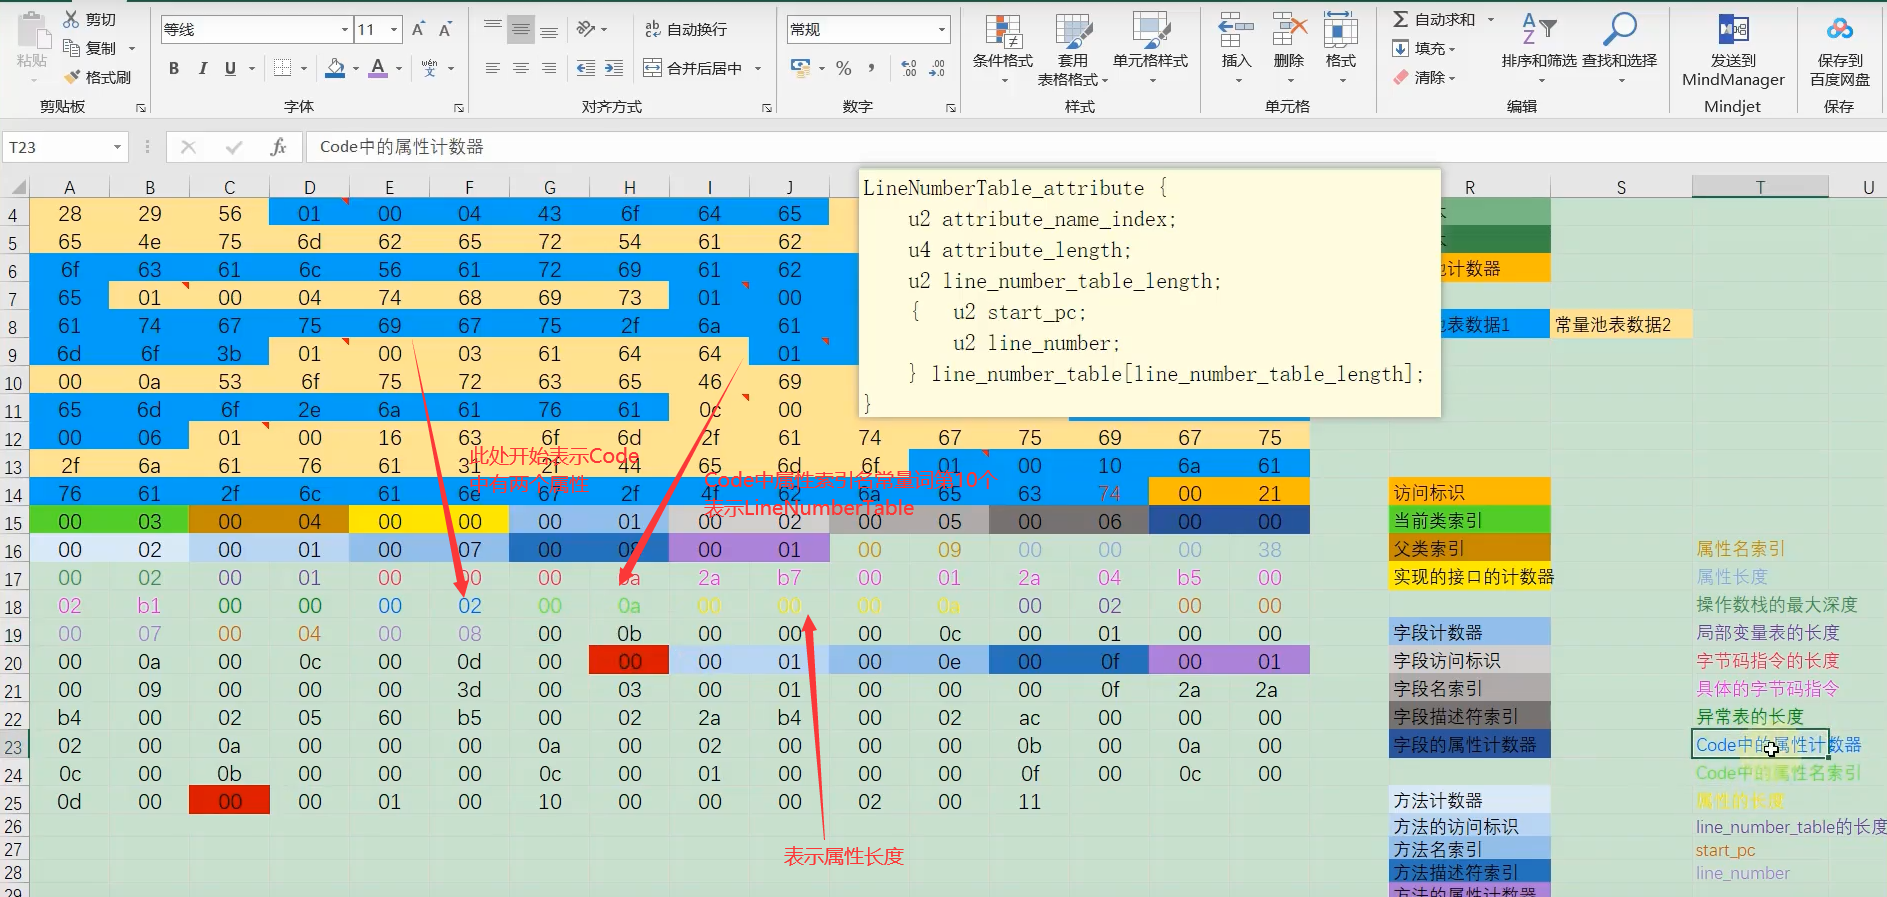 剪切
复制
格式刷
粘贴
剪贴板
等线
11
B I U
字体
自动换行
合并后居中
对齐方式
常规
数字
条件格式
套用
表格格式
单元格样式
样式
插入
删除
格式
单元格
自动求和
填充
清除
排序和筛选
查找和选择
编辑
发送到
MindManager
Mindjet
保存到
百度网盘
保存
T23
fx
Code中的属性计数器
A B C D E F G H I J R S T U
4 28 29 56 01 00 04 43 6f 64 65
5 65 4e 75 6d 62 65 72 54 61 62
6 6f 63 61 6c 56 61 72 69 61 62
7 65 01 00 04 74 68 69 73 01 00
8 61 74 67 75 69 67 75 2f 6a 61
9 6d 6f 3b 01 00 03 61 64 64 01
10 00 0a 53 6f 75 72 63 65 46 69
11 65 6d 6f 2e 6a 61 76 61 0c 00
12 00 06 01 00 16 63 6f 6d 2f 61 74 67 75 69 67 75
13 2f 6a 61 76 61 31 2f 44 65 6d 6f 01 00 10 6a 61
14 76 61 2f 6c 61 6e 67 2f 4f 62 6a 65 63 74 00 21
15 00 03 00 04 00 00 00 01 00 02 00 05 00 06 00 00
16 00 02 00 01 00 07 00 08 00 01 00 09 00 00 00 38
17 00 02 00 01 00 00 00 0a 2a b7 00 01 2a 04 b5 00
18 02 b1 00 00 00 02 00 0a 00 00 00 0a 00 02 00 00
19 00 07 00 04 00 08 00 0b 00 00 00 0c 00 01 00 00
20 00 0a 00 0c 00 0d 00 00 00 01 00 0e 00 0f 00 01
21 00 09 00 00 00 3d 00 03 00 01 00 00 00 0f 2a 2a
22 b4 00 02 05 60 b5 00 02 2a b4 00 02 ac 00 00 00
23 02 00 0a 00 00 00 0a 00 02 00 00 00 0b 00 0a 00
24 0c 00 0b 00 00 00 0c 00 01 00 00 00 0f 00 0c 00
25 0d 00 00 00 01 00 10 00 00 00 02 00 11
26
27
28
29
LineNumberTable_attribute {
u2 attribute_name_index;
u4 attribute_length;
u2 line_number_table_length;
{ u2 start_pc;
u2 line_number;
} line_number_table[line_number_table_length];
}
此处开始表示Code
中有两个属性
Code中属性索引名常量池第10个
表示LineNumberTable
表示属性长度
池计数器
池表数据1
常量池表数据2
访问标识
当前类索引
父类索引
实现的接口的计数器
字段计数器
字段访问标识
字段名索引
字段描述符索引
字段的属性计数器
方法计数器
方法的访问标识
方法名索引
方法描述符索引
方法的属性计数器
属性名索引
属性长度
操作数栈的最大深度
局部变量表的长度
字节码指令的长度
具体的字节码指令
异常表的长度
Code中的属性计数器
Code中的属性名索引
属性的长度
line_number_table的长度
start_pc
line_number